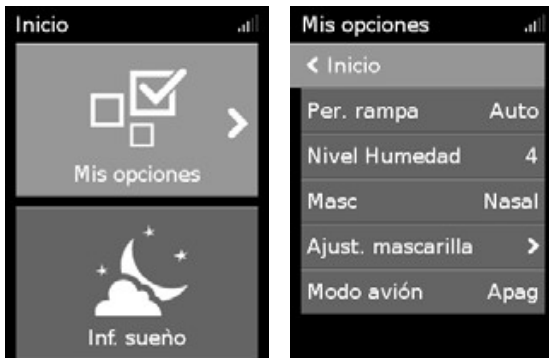 Inicio
Mis opciones
Inf. sueño
Mis opciones
< Inicio
Per. rampa Auto
Nivel Humedad 4
Masc Nasal
Ajust. mascarilla >
Modo avión Apag